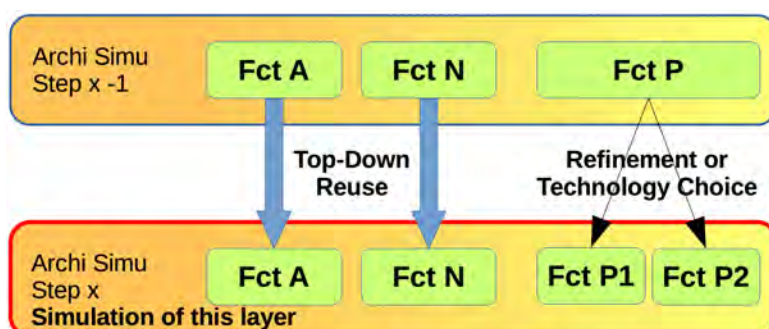 Archi Simu
Step x -1
Fct A
Fct N
Fct P
Top-Down
Reuse
Refinement or
Technology Choice
Archi Simu
Step x
Simulation of this layer
Fct A
Fct N
Fct P1
Fct P2